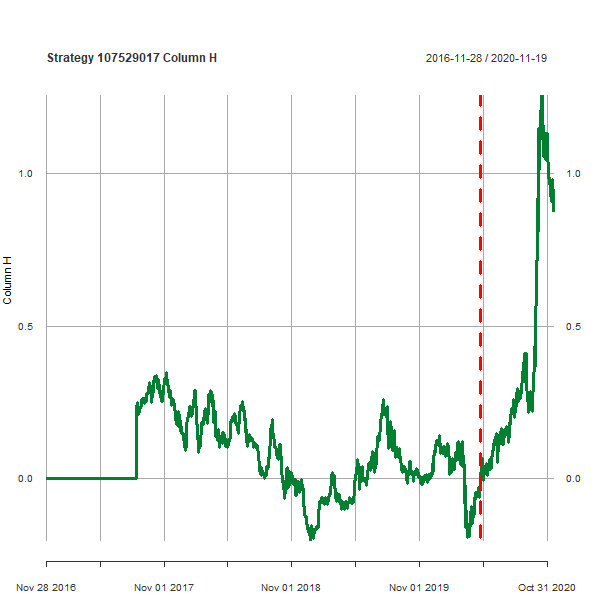 Strategy 107529017 Column H 2016-11-28 / 2020-11-19
1.0 1.0
Column H
0.5 0.5
0.0 0.0
Nov 28 2016 Nov 01 2017 Nov 01 2018 Nov 01 2019 Oct 31 2020